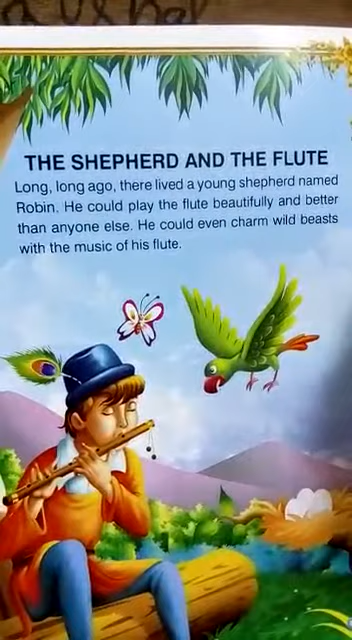 THE SHEPHERD AND THE FLUTE
Long, long ago, there lived a young shepherd named
Robin. He could play the flute beautifully and better
than anyone else. He could even charm wild beasts
with the music of his flute.